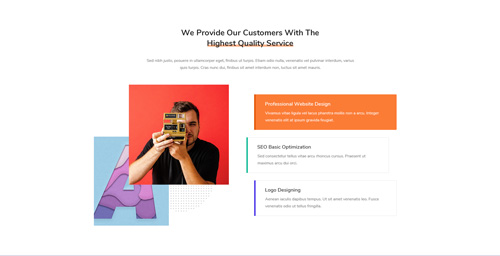 We Provide Our Customers With The
Highest Quality Service
Sed nibh justo, posuere in ullamcorper eget, finibus ut turpis. Etiam odio nulla, venenatis vel pulvinar interdum, varius
quis turpis. Cras nunc leo, finibus sit amet interdum non, luctus sit amet mauris.
Professional Website Design
Vivamus vitae ligula vel lacus pharetra mollis non a arcu. Integer
venenatis elit at ipsum gravida feugiat.
SEO Basic Optimization
Sed consectetur tellus vitae arcu rhoncus cursus. Praesent at
maximus arcu leo orci.
Logo Designing
Aenean iaculis dapibus tempus. Ut sit amet venenatis leo. Fusce
venenatis odio ut tellus fringilla.
A